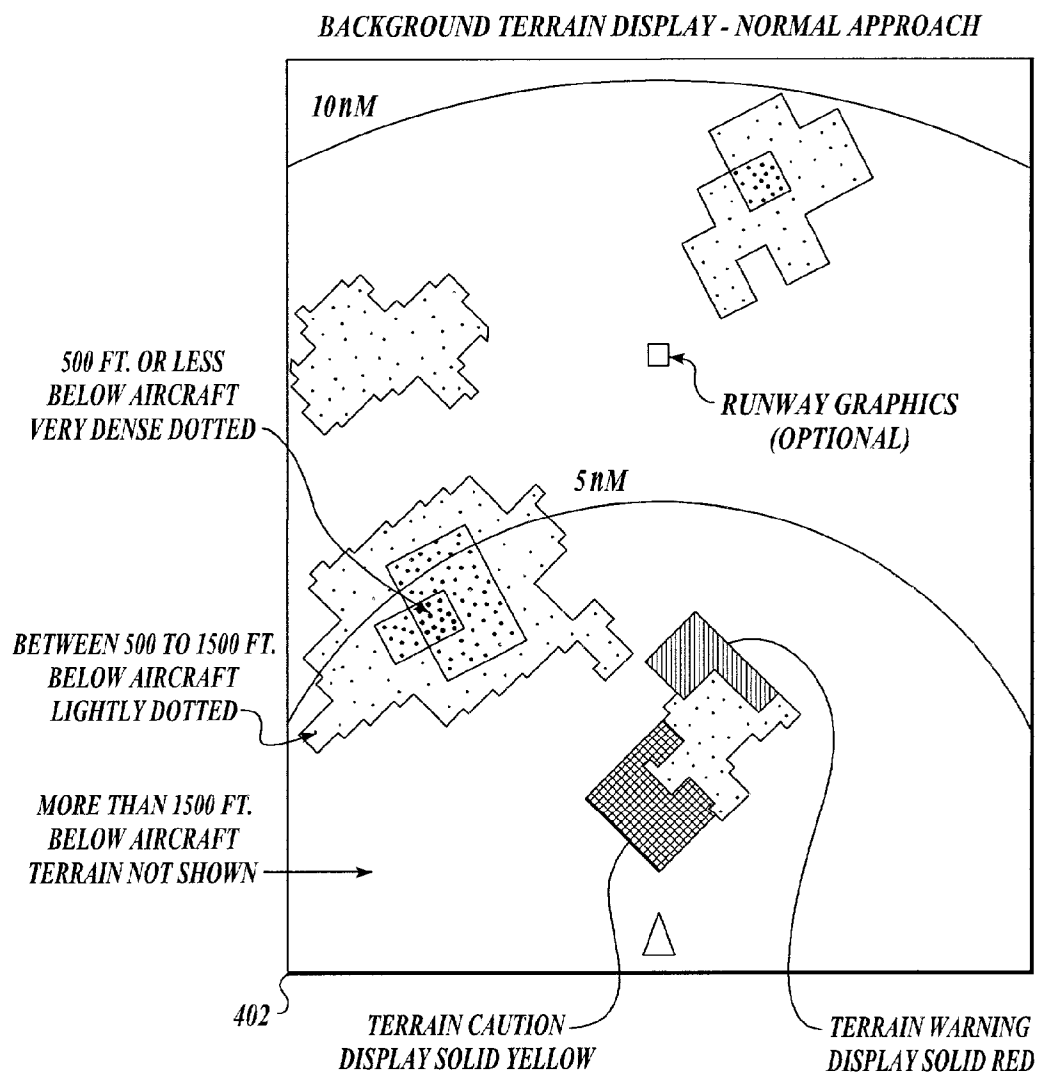 BACKGROUND TERRAIN DISPLAY - NORMAL APPROACH
10nM
500 FT. OR LESS
BELOW AIRCRAFT
VERY DENSE DOTTED
RUNWAY GRAPHICS
(OPTIONAL)
5 nM
BETWEEN 500 TO 1500 FT.
BELOW AIRCRAFT
LIGHTLY DOTTED
MORE THAN 1500 FT.
BELOW AIRCRAFT
TERRAIN NOT SHOWN
402
TERRAIN CAUTION
DISPLAY SOLID YELLOW
TERRAIN WARNING
DISPLAY SOLID RED